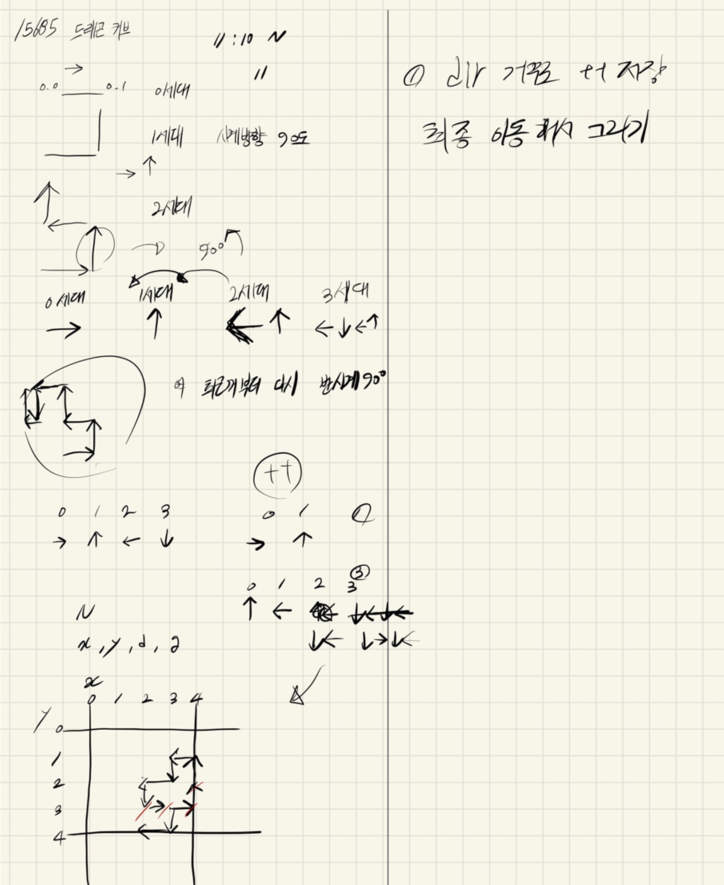 15685 드래곤 커브
11:10 ~
"
0.0 0.1 0세대
1세대 시계방향 90도
2세대
90°
0세대 1세대 2세대 3세대
→ ↑ ← ↑ ← ↓ ← ↑
최근거부터 다시 반시계 90°
++
0 1 2 3
→ ↑ ← ↓
0 1
→ ↑
0 1 2 3 ③
↑ ← ↓ ← ↓ → ↓ ←
N
x, y, d, g
x
0 1 2 3 4
y 0
1
2
3
4
① dir 거꾸로 ++ 저장
최종 이동해서 그리기